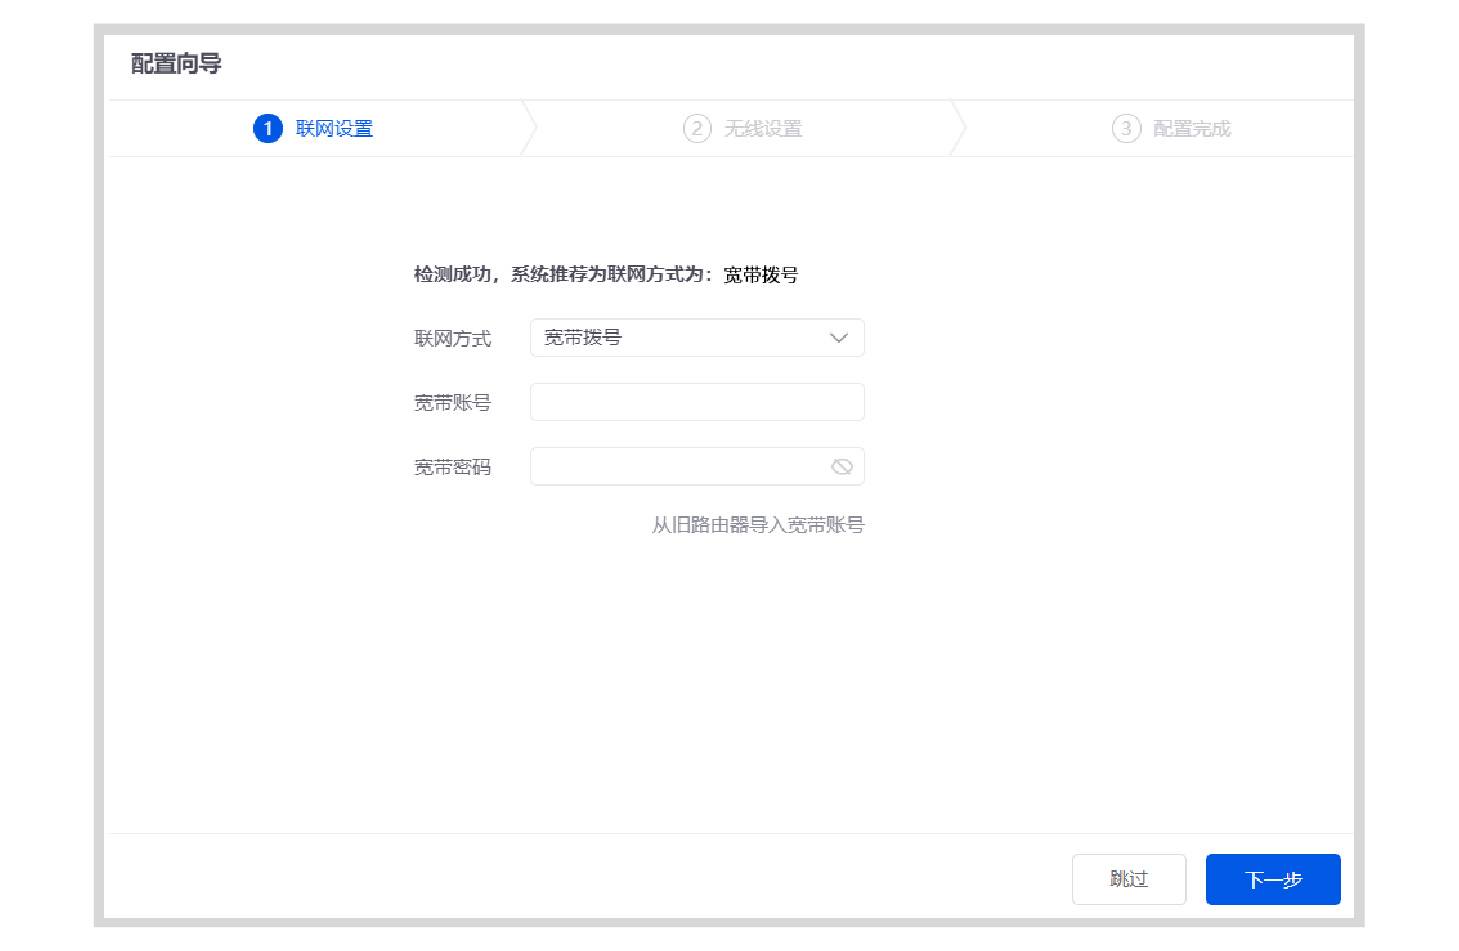 配置向导
1 联网设置
2 无线设置
3 配置完成
检测成功，系统推荐为联网方式为：宽带拨号
联网方式 宽带拨号
宽带账号
宽带密码
从旧路由器导入宽带账号
跳过 下一步